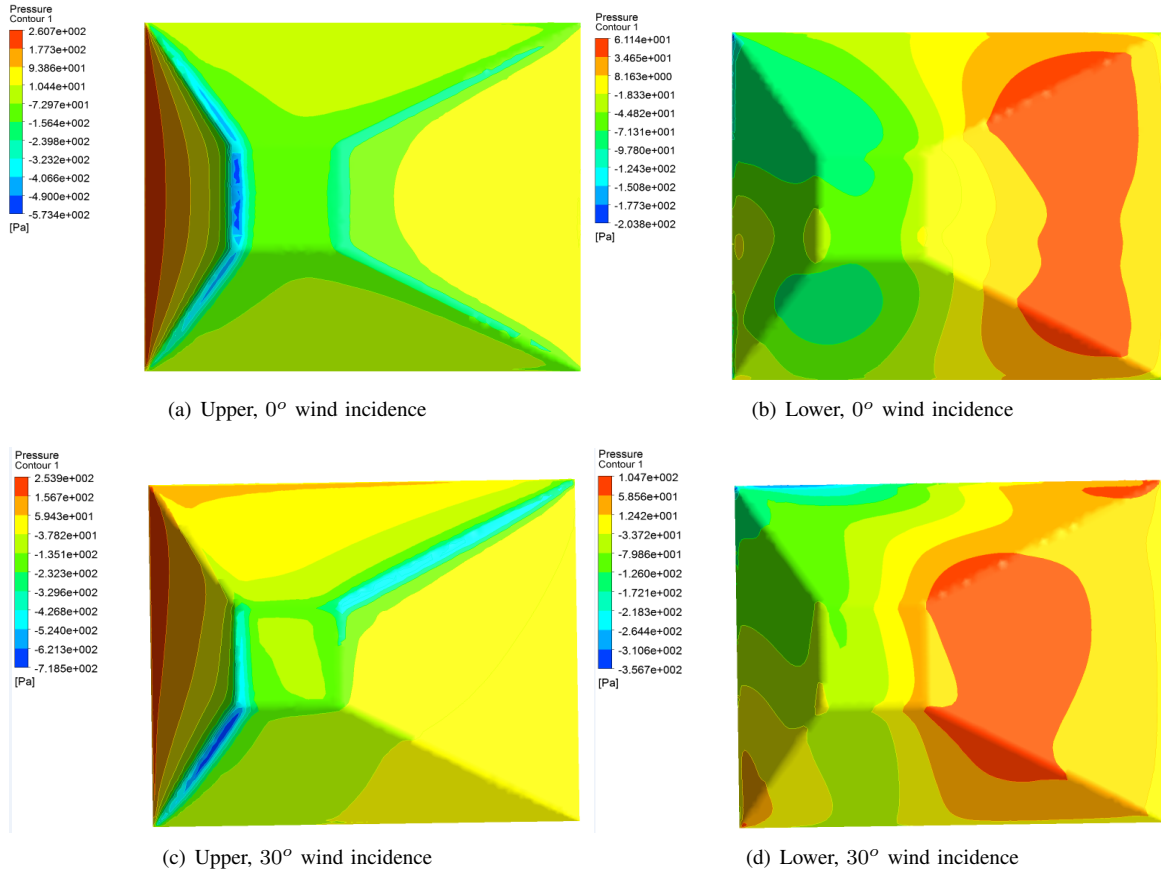 Pressure
Contour 1
2.607e+002
1.773e+002
9.386e+001
1.044e+001
-7.297e+001
-1.564e+002
-2.398e+002
-3.232e+002
-4.066e+002
-4.900e+002
-5.734e+002
[Pa]
Pressure
Contour 1
6.114e+001
3.465e+001
8.163e+000
-1.833e+001
-4.482e+001
-7.131e+001
-9.780e+001
-1.243e+002
-1.508e+002
-1.773e+002
-2.038e+002
[Pa]
(a) Upper, 0° wind incidence
(b) Lower, 0° wind incidence
Pressure
Contour 1
2.539e+002
1.567e+002
5.943e+001
-3.782e+001
-1.351e+002
-2.323e+002
-3.296e+002
-4.268e+002
-5.240e+002
-6.213e+002
-7.185e+002
[Pa]
Pressure
Contour 1
1.047e+002
5.856e+001
1.242e+001
-3.372e+001
-7.986e+001
-1.260e+002
-1.721e+002
-2.183e+002
-2.644e+002
-3.106e+002
-3.567e+002
[Pa]
(c) Upper, 30° wind incidence
(d) Lower, 30° wind incidence